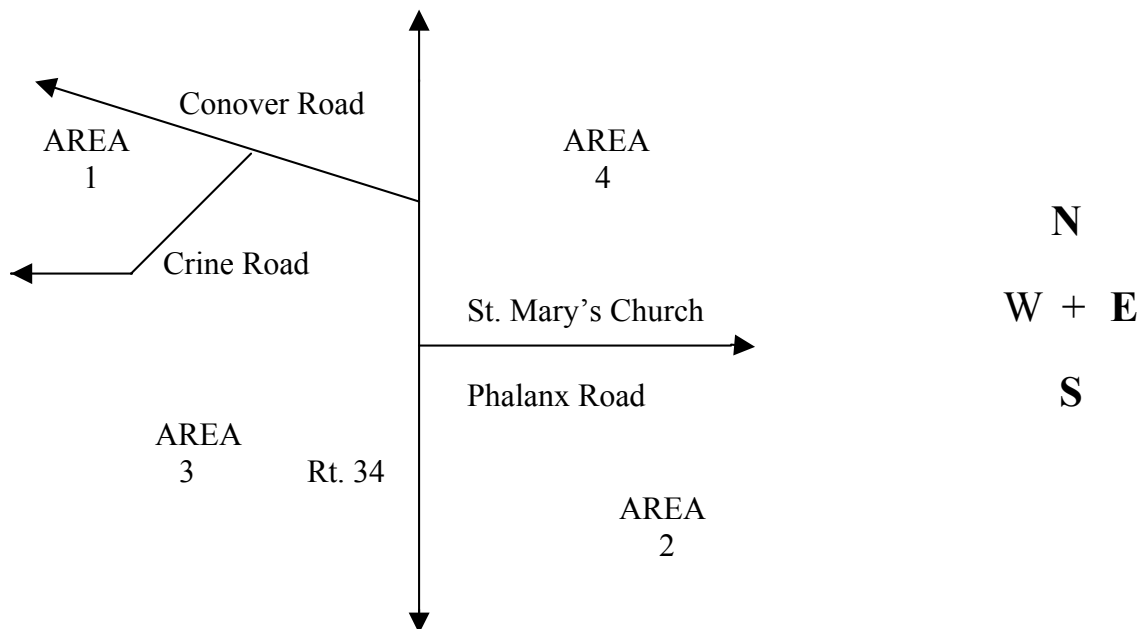 Conover Road
AREA
1
AREA
4
N
Crine Road
W + E
St. Mary’s Church
S
Phalanx Road
AREA
3
Rt. 34
AREA
2